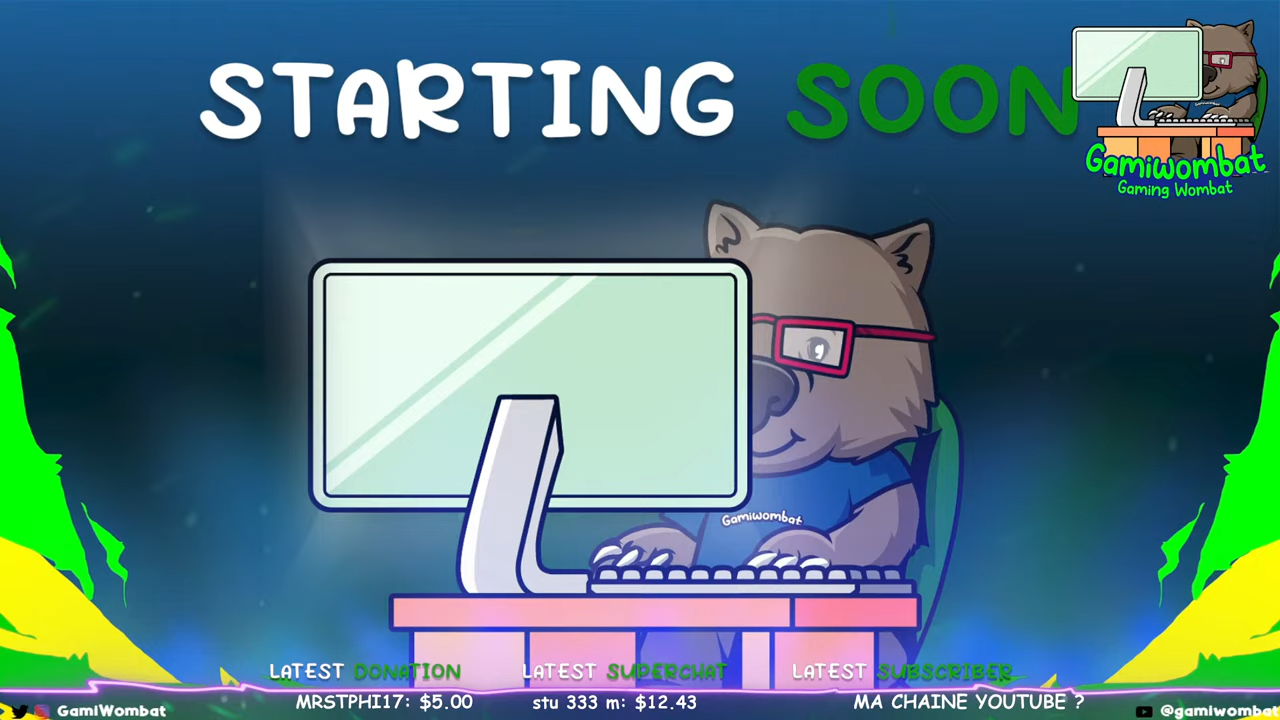 STARTING SOON
Gamiwombat
Gaming Wombat
Gamiwombat
LATEST DONATION
MRSTPHI17: $5.00
LATEST SUPERCHAT
stu 333 m: $12.43
LATEST SUBSCRIBER
MA CHAINE YOUTUBE ?
GamiWombat
@gamiwombat